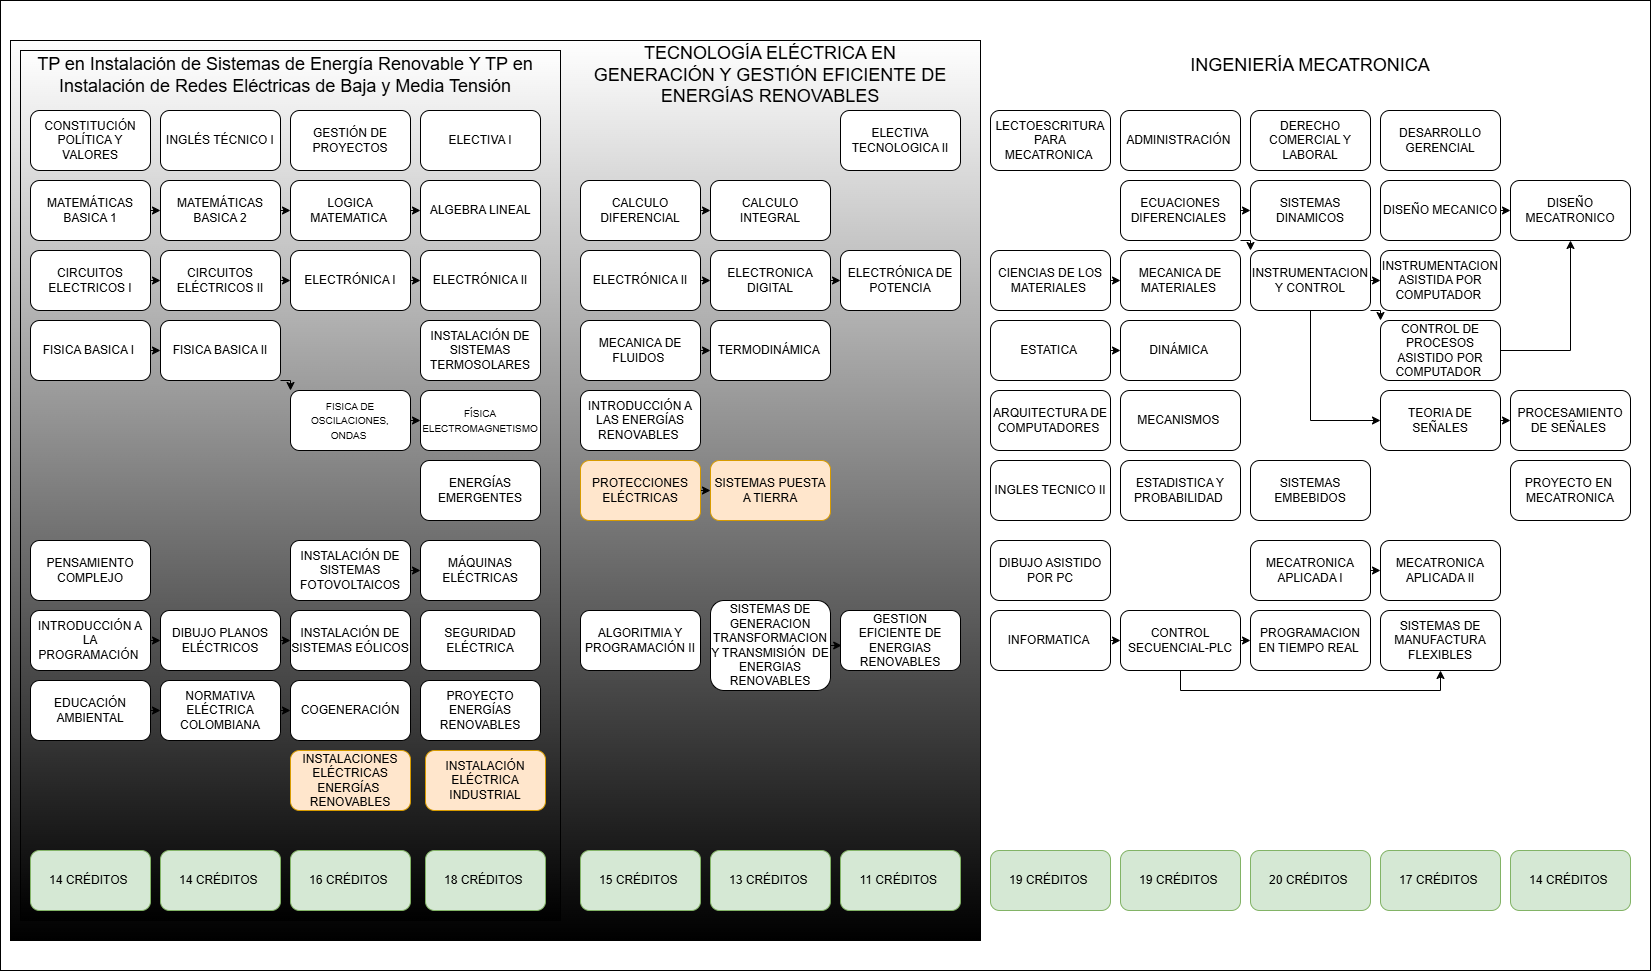 TP en Instalación de Sistemas de Energía Renovable Y TP en
Instalación de Redes Eléctricas de Baja y Media Tensión
TECNOLOGÍA ELÉCTRICA EN
GENERACIÓN Y GESTIÓN EFICIENTE DE
ENERGÍAS RENOVABLES
INGENIERÍA MECATRONICA
CONSTITUCIÓN
POLÍTICA Y
VALORES
INGLÉS TÉCNICO I
GESTIÓN DE
PROYECTOS
ELECTIVA I
ELECTIVA
TECNOLOGICA II
LECTOESCRITURA
PARA
MECATRONICA
ADMINISTRACIÓN
DERECHO
COMERCIAL Y
LABORAL
DESARROLLO
GERENCIAL
MATEMÁTICAS
BASICA 1
MATEMÁTICAS
BASICA 2
LOGICA
MATEMATICA
ALGEBRA LINEAL
CALCULO
DIFERENCIAL
CALCULO
INTEGRAL
ECUACIONES
DIFERENCIALES
SISTEMAS
DINAMICOS
DISEÑO MECANICO
DISEÑO
MECATRONICO
CIRCUITOS
ELECTRICOS I
CIRCUITOS
ELÉCTRICOS II
ELECTRÓNICA I
ELECTRÓNICA II
ELECTRÓNICA II
ELECTRONICA
DIGITAL
ELECTRÓNICA DE
POTENCIA
CIENCIAS DE LOS
MATERIALES
MECANICA DE
MATERIALES
INSTRUMENTACION
Y CONTROL
INSTRUMENTACION
ASISTIDA POR
COMPUTADOR
FISICA BASICA I
FISICA BASICA II
INSTALACIÓN DE
SISTEMAS
TERMOSOLARES
MECANICA DE
FLUIDOS
TERMODINÁMICA
ESTATICA
DINÁMICA
CONTROL DE
PROCESOS
ASISTIDO POR
COMPUTADOR
FISICA DE
OSCILACIONES,
ONDAS
FÍSICA
ELECTROMAGNETISMO
INTRODUCCIÓN A
LAS ENERGÍAS
RENOVABLES
ARQUITECTURA DE
COMPUTADORES
MECANISMOS
TEORIA DE
SEÑALES
PROCESAMIENTO
DE SEÑALES
ENERGÍAS
EMERGENTES
PROTECCIONES
ELÉCTRICAS
SISTEMAS PUESTA
A TIERRA
INGLES TECNICO II
ESTADISTICA Y
PROBABILIDAD
SISTEMAS
EMBEBIDOS
PROYECTO EN
MECATRONICA
PENSAMIENTO
COMPLEJO
INSTALACIÓN DE
SISTEMAS
FOTOVOLTAICOS
MÁQUINAS
ELÉCTRICAS
DIBUJO ASISTIDO
POR PC
MECATRONICA
APLICADA I
MECATRONICA
APLICADA II
INTRODUCCIÓN A
LA
PROGRAMACIÓN
DIBUJO PLANOS
ELÉCTRICOS
INSTALACIÓN DE
SISTEMAS EÓLICOS
SEGURIDAD
ELÉCTRICA
ALGORITMIA Y
PROGRAMACIÓN II
SISTEMAS DE
GENERACION
TRANSFORMACION
Y TRANSMISIÓN DE
ENERGIAS
RENOVABLES
GESTION
EFICIENTE DE
ENERGIAS
RENOVABLES
INFORMATICA
CONTROL
SECUENCIAL-PLC
PROGRAMACION
EN TIEMPO REAL
SISTEMAS DE
MANUFACTURA
FLEXIBLES
EDUCACIÓN
AMBIENTAL
NORMATIVA
ELÉCTRICA
COLOMBIANA
COGENERACIÓN
PROYECTO
ENERGÍAS
RENOVABLES
INSTALACIONES
ELÉCTRICAS
ENERGÍAS
RENOVABLES
INSTALACIÓN
ELÉCTRICA
INDUSTRIAL
14 CRÉDITOS
14 CRÉDITOS
16 CRÉDITOS
18 CRÉDITOS
15 CRÉDITOS
13 CRÉDITOS
11 CRÉDITOS
19 CRÉDITOS
19 CRÉDITOS
20 CRÉDITOS
17 CRÉDITOS
14 CRÉDITOS